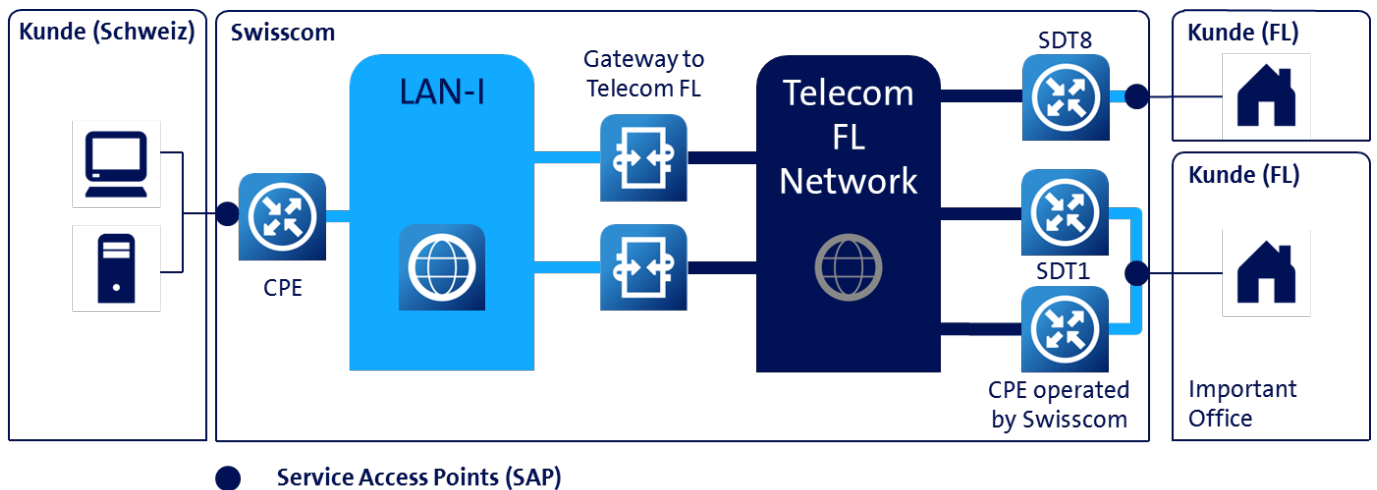 Kunde (Schweiz)
Swisscom
CPE
LAN-I
Gateway to
Telecom FL
Telecom
FL
Network
SDT8
SDT1
CPE operated
by Swisscom
Kunde (FL)
Kunde (FL)
Important
Office
Service Access Points (SAP)